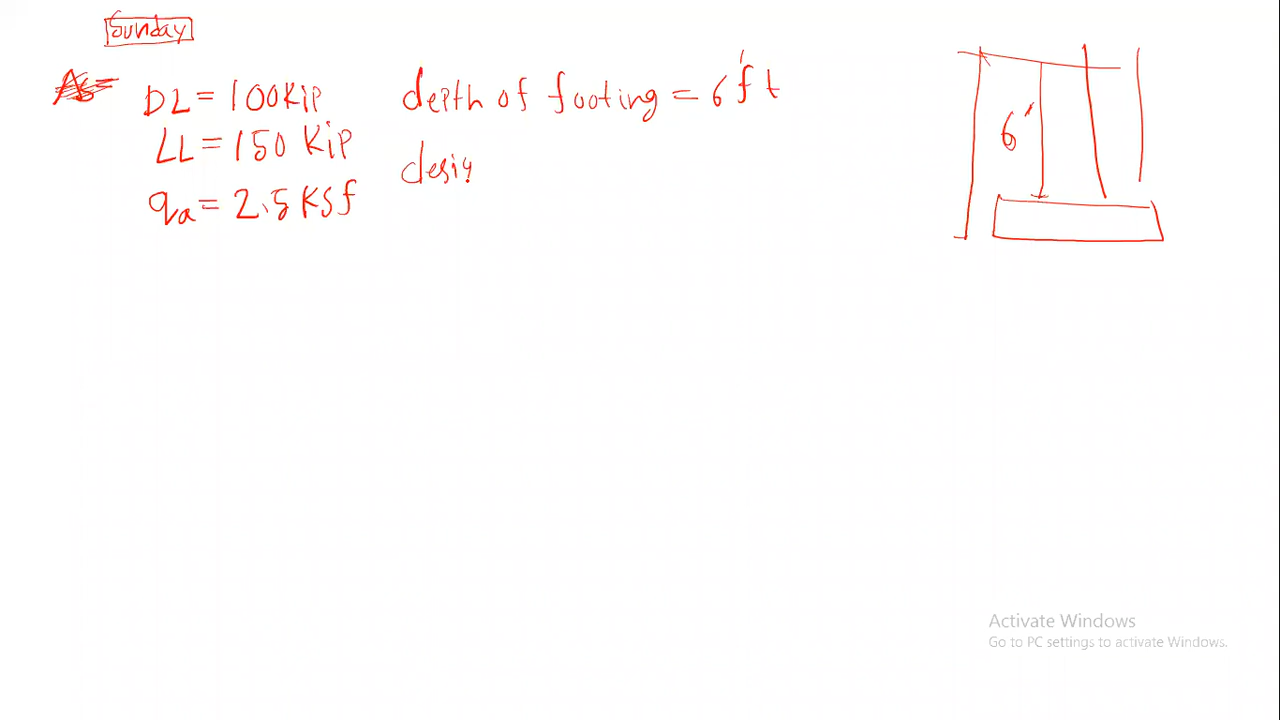 Sunday
DL = 100 Kip
depth of footing = 6 ft
LL = 150 Kip
qa = 2.5 KSf
6'
Activate Windows
Go to PC settings to activate Windows.